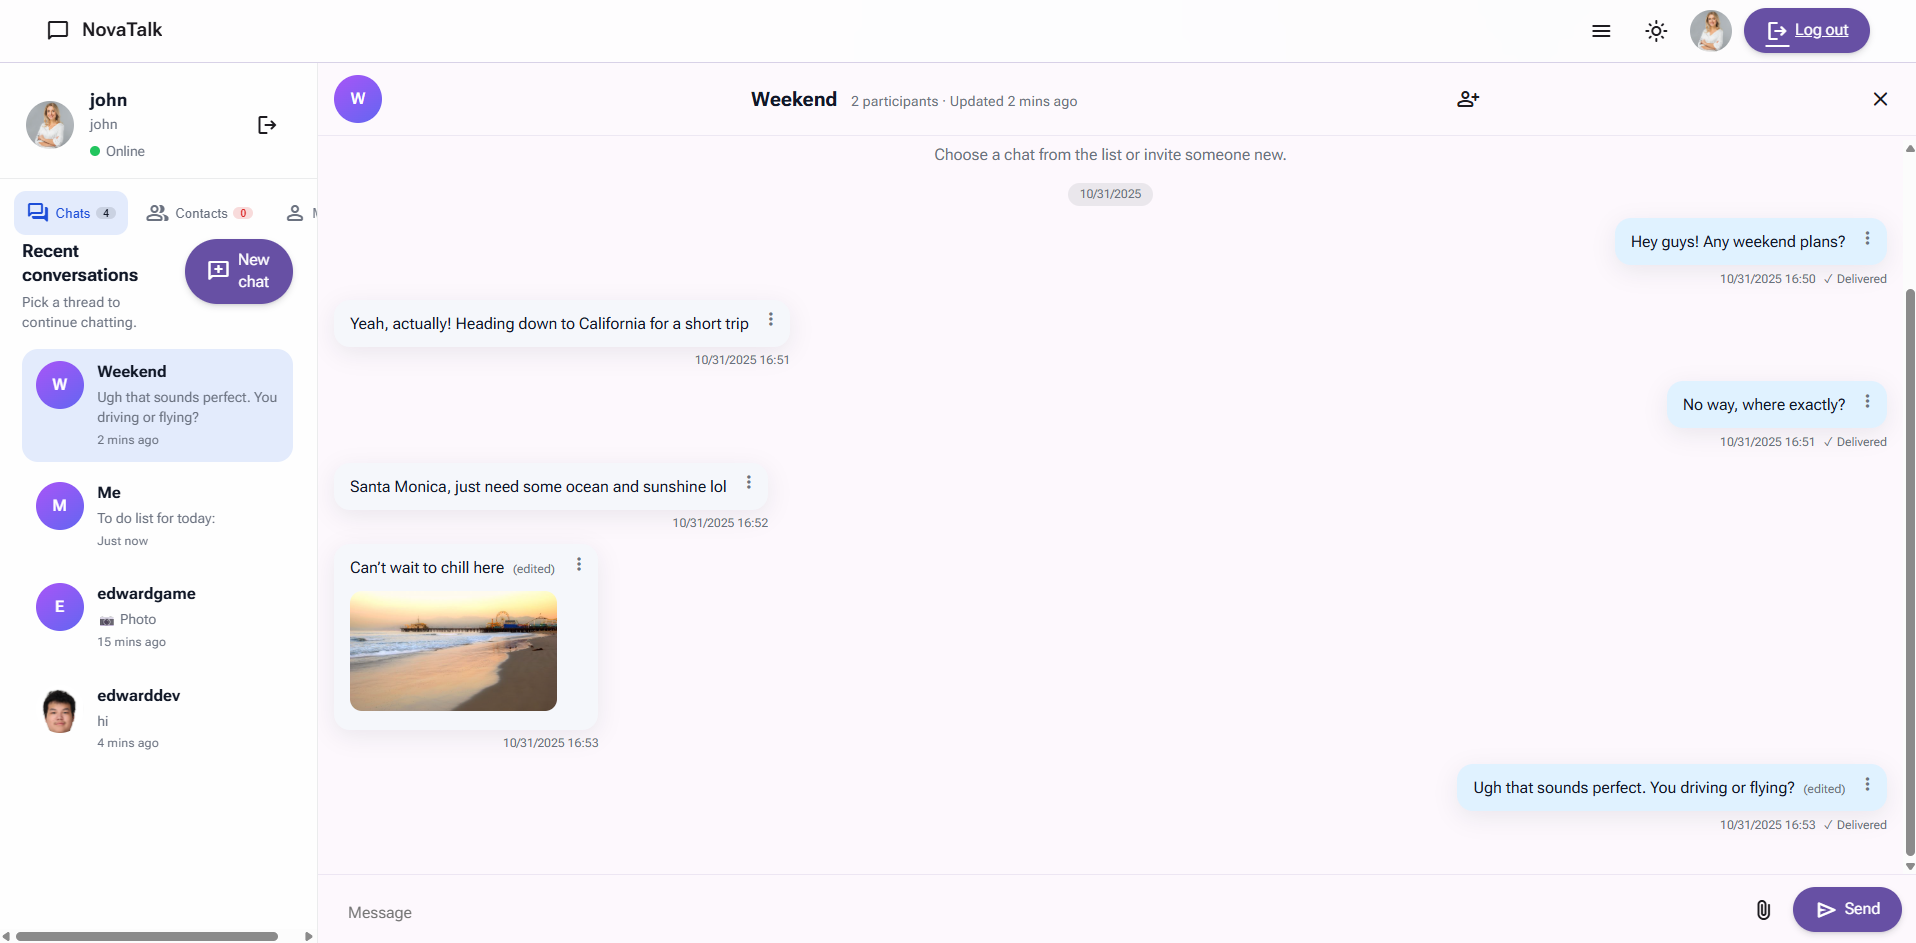 NovaTalk
Log out
john
john
Online
Chats 4
Contacts 0
M
Recent
conversations
Pick a thread to
continue chatting.
New
chat
W
Weekend
Ugh that sounds perfect. You
driving or flying?
2 mins ago
M
Me
To do list for today:
Just now
E
edwardgame
📷 Photo
15 mins ago
edwarddev
hi
4 mins ago
W
Weekend 2 participants · Updated 2 mins ago
Choose a chat from the list or invite someone new.
10/31/2025
Hey guys! Any weekend plans?
10/31/2025 16:50 ✓ Delivered
Yeah, actually! Heading down to California for a short trip
10/31/2025 16:51
No way, where exactly?
10/31/2025 16:51 ✓ Delivered
Santa Monica, just need some ocean and sunshine lol
10/31/2025 16:52
Can’t wait to chill here (edited)
10/31/2025 16:53
Ugh that sounds perfect. You driving or flying? (edited)
10/31/2025 16:53 ✓ Delivered
Message
Send